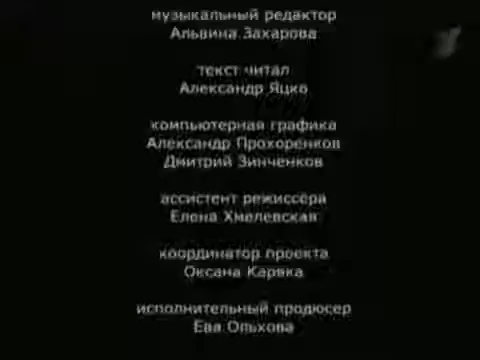 музыкальный редактор
Альвина Захарова
текст читал
Александр Яцко
компьютерная графика
Александр Прохоренков
Дмитрий Зинченков
ассистент режиссёра
Елена Хмелевская
координатор проекта
Оксана Каряка
исполнительный продюсер
Ева Ольхова